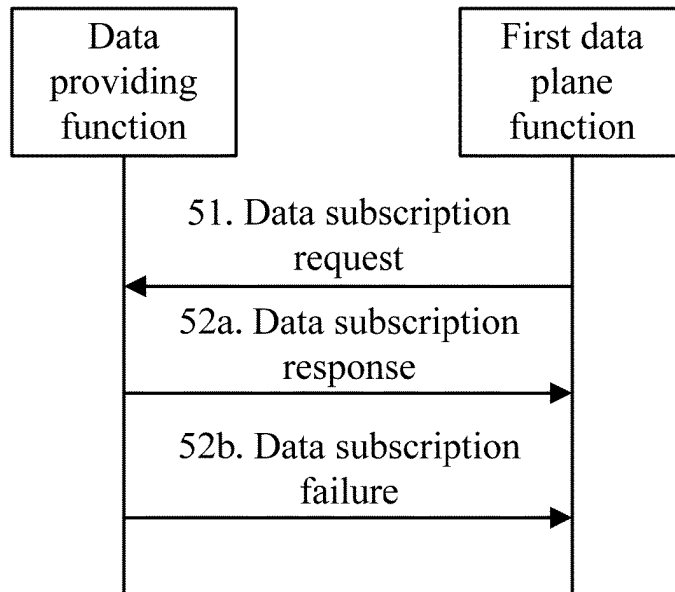 Data
providing
function
First data
plane
function
51. Data subscription
request
52a. Data subscription
response
52b. Data subscription
failure